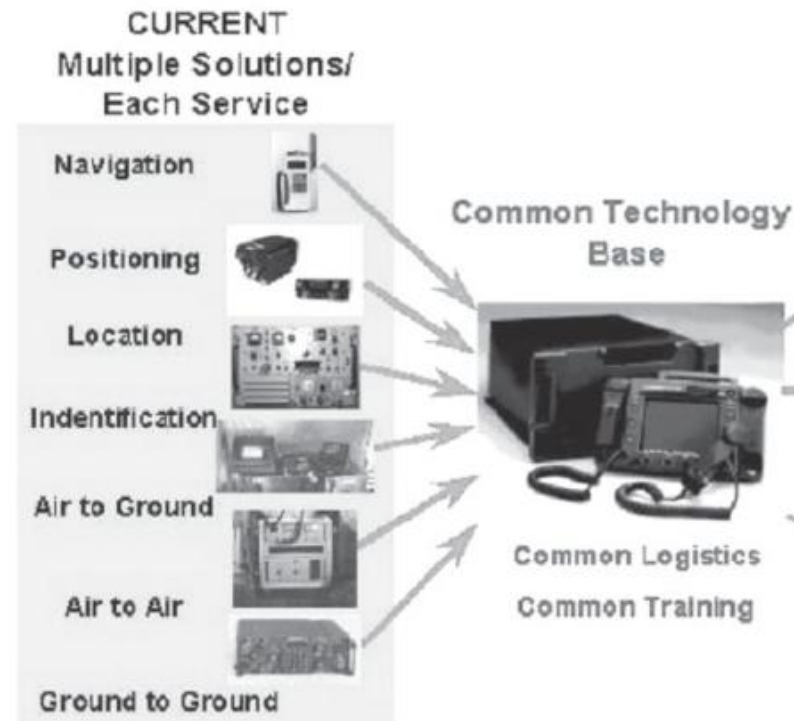 CURRENT
Multiple Solutions/
Each Service
Navigation
Positioning
Location
Indentification
Air to Ground
Air to Air
Ground to Ground
Common Technology
Base
Common Logistics
Common Training